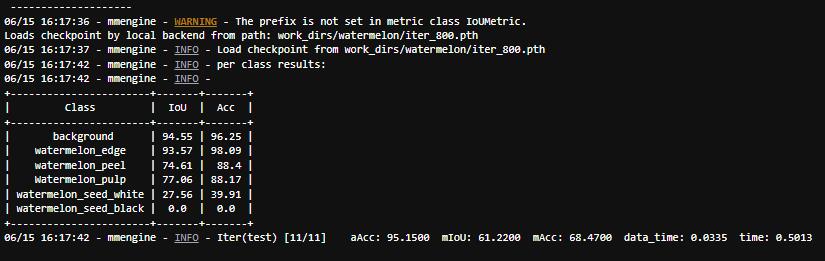 --------------------
06/15 16:17:36 - mmengine - WARNING - The prefix is not set in metric class IoUMetric.
Loads checkpoint by local backend from path: work_dirs/watermelon/iter_800.pth
06/15 16:17:37 - mmengine - INFO - Load checkpoint from work_dirs/watermelon/iter_800.pth
06/15 16:17:42 - mmengine - INFO - per class results:
06/15 16:17:42 - mmengine - INFO -
+-----------------------+-------+-------+
|         Class         |  IoU  |  Acc  |
+-----------------------+-------+-------+
|       background      | 94.55 | 96.25 |
|    watermelon_edge    | 93.57 | 98.09 |
|    watermelon_peel    | 74.61 |  88.4 |
|    Watermelon_pulp    | 77.06 | 88.17 |
| watermelon_seed_white | 27.56 | 39.91 |
| watermelon_seed_black |  0.0  |  0.0  |
+-----------------------+-------+-------+
06/15 16:17:42 - mmengine - INFO - Iter(test) [11/11]    aAcc: 95.1500  mIoU: 61.2200  mAcc: 68.4700  data_time: 0.0335  time: 0.5013